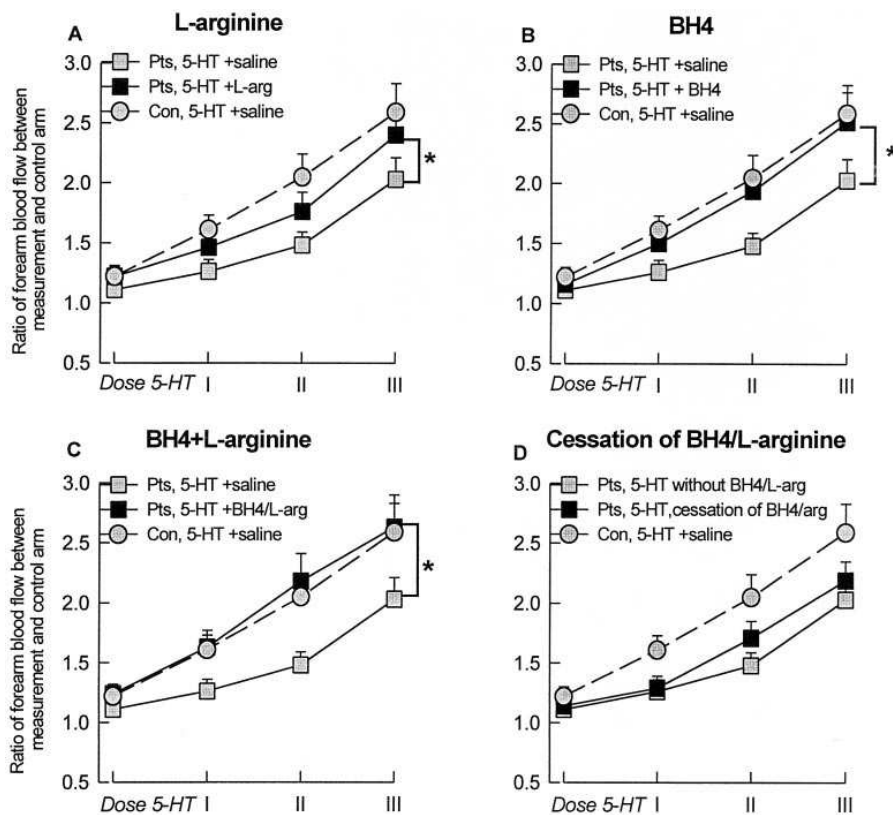 A
L-arginine
Pts, 5-HT +saline
Pts, 5-HT +L-arg
Con, 5-HT +saline
Ratio of forearm blood flow between
measurement and control arm
3.0
2.5
2.0
1.5
1.0
0.5
*
Dose 5-HT I II III
B
BH4
Pts, 5-HT +saline
Pts, 5-HT + BH4
Con, 5-HT +saline
3.0
2.5
2.0
1.5
1.0
0.5
*
Dose 5-HT I II III
C
BH4+L-arginine
Pts, 5-HT +saline
Pts, 5-HT +BH4/L-arg
Con, 5-HT +saline
Ratio of forearm blood flow between
measurement and control arm
3.0
2.5
2.0
1.5
1.0
0.5
*
Dose 5-HT I II III
D
Cessation of BH4/L-arginine
Pts, 5-HT without BH4/L-arg
Pts, 5-HT,cessation of BH4/arg
Con, 5-HT +saline
3.0
2.5
2.0
1.5
1.0
0.5
Dose 5-HT I II III